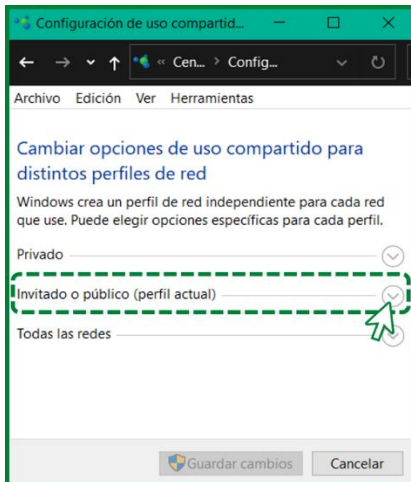 Configuración de uso compartid...
« Cen... > Config...
Archivo Edición Ver Herramientas
Cambiar opciones de uso compartido para
distintos perfiles de red
Windows crea un perfil de red independiente para cada red
que use. Puede elegir opciones específicas para cada perfil.
Privado
Invitado o público (perfil actual)
Todas las redes
Guardar cambios Cancelar